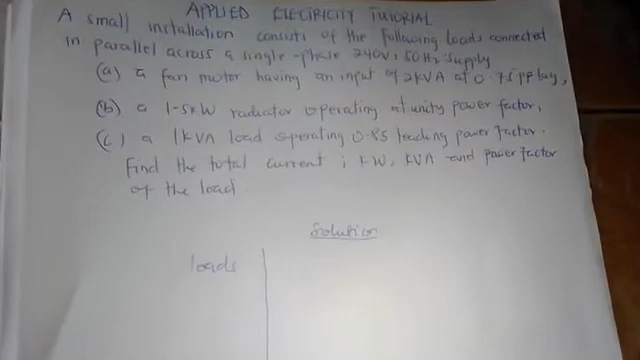 APPLIED ELECTRICITY TUTORIAL
A small installation consists of the following loads connected
in parallel across a single-phase 240V, 50Hz supply
(a) a fan motor having an input of 2kVA at 0.75 pf lag,
(b) a 1-5kW radiator operating at unity power factor,
(c) a 1kVA load operating 0.85 leading power factor.
Find the total current, kW, kVA and power factor
of the load
Solution
loads